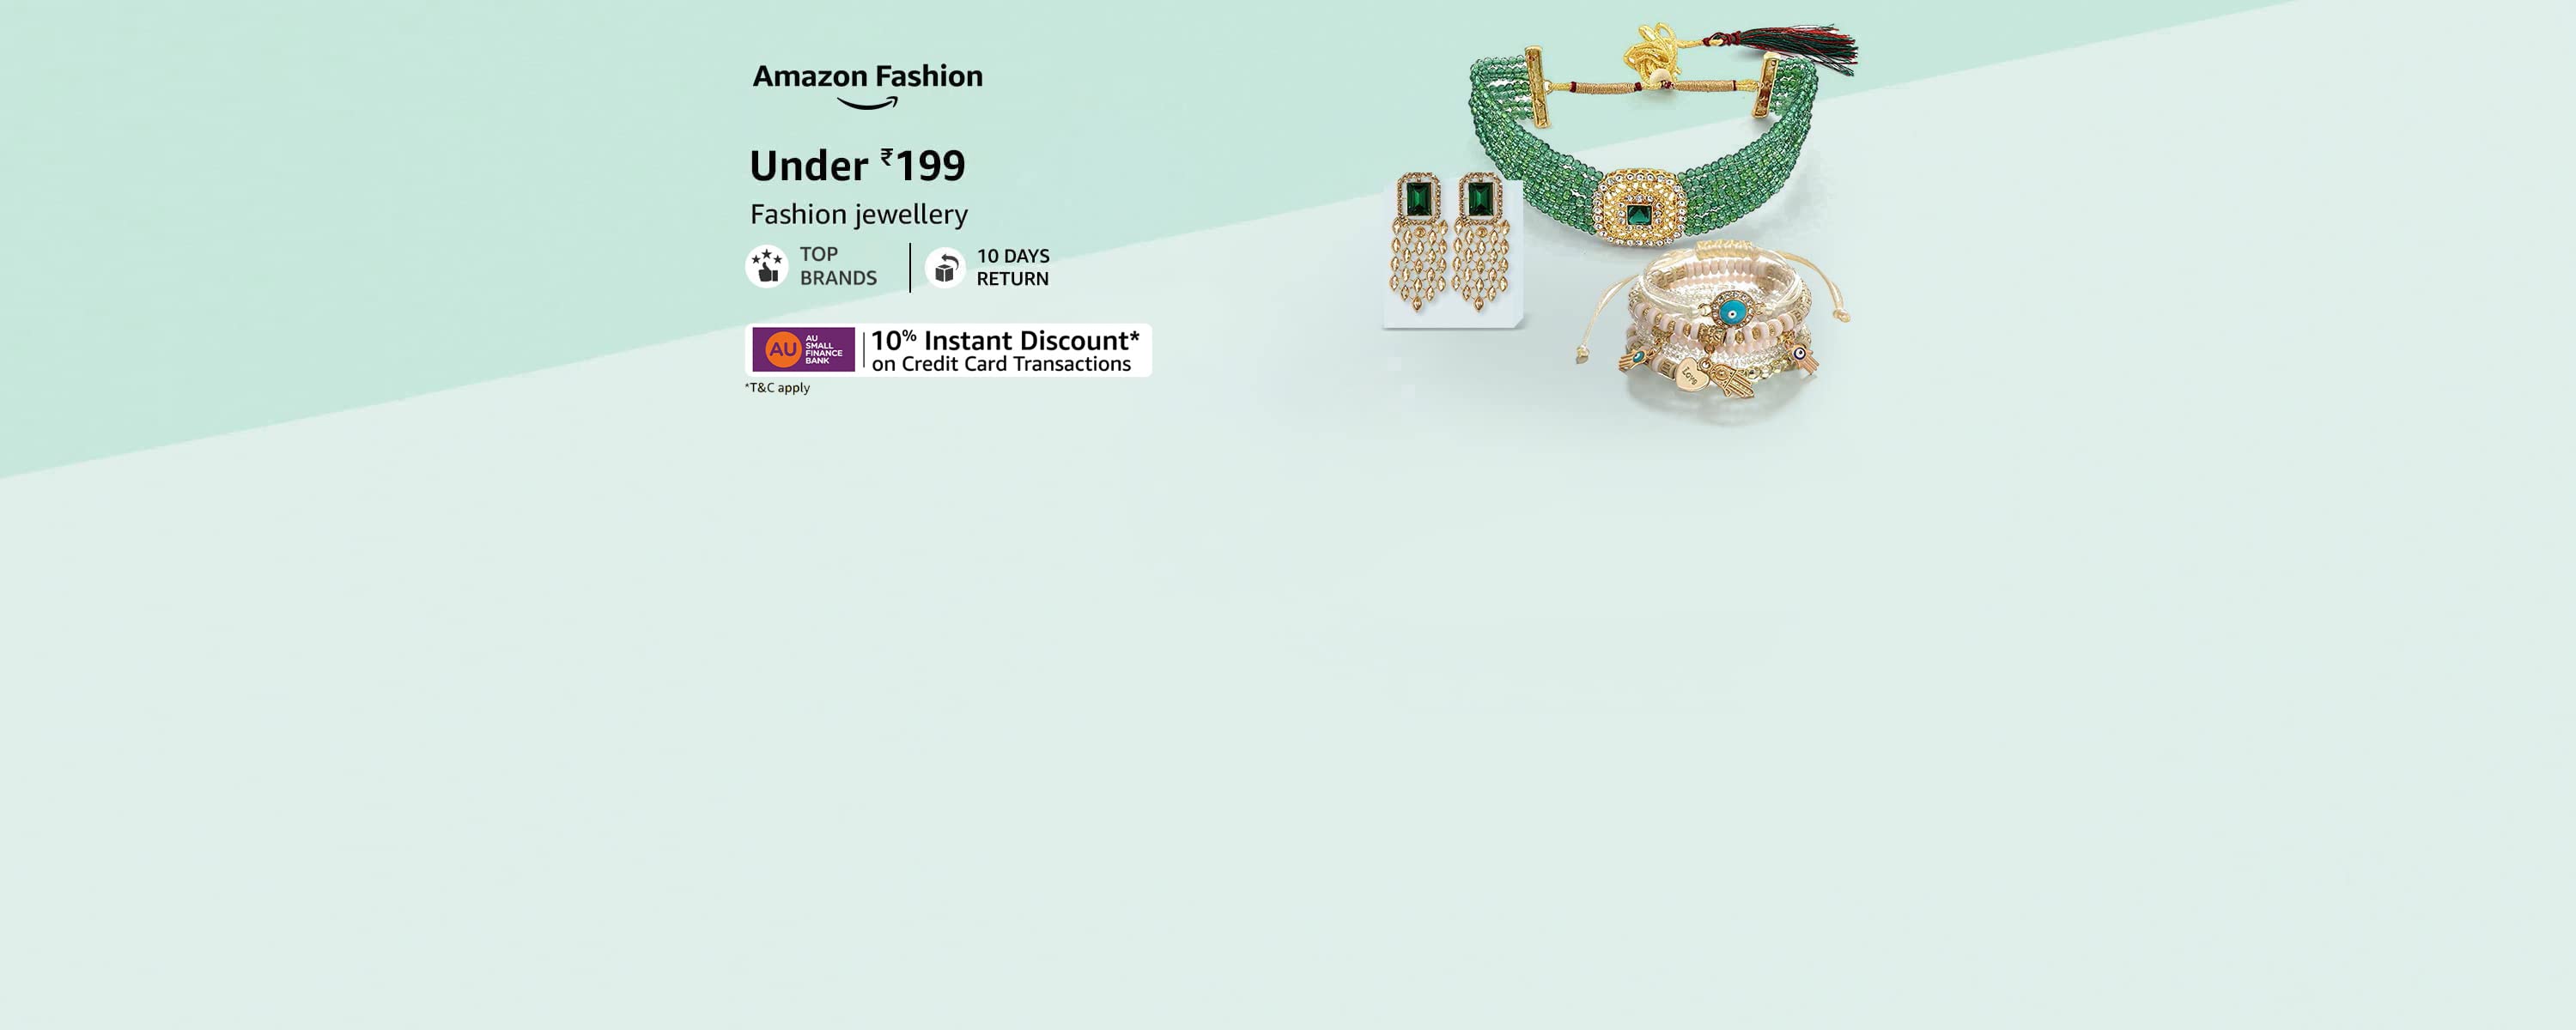 Amazon Fashion
Under ₹199
Fashion jewellery
TOP
BRANDS
10 DAYS
RETURN
AU
AU
SMALL
FINANCE
BANK
10% Instant Discount*
on Credit Card Transactions
*T&C apply
Love